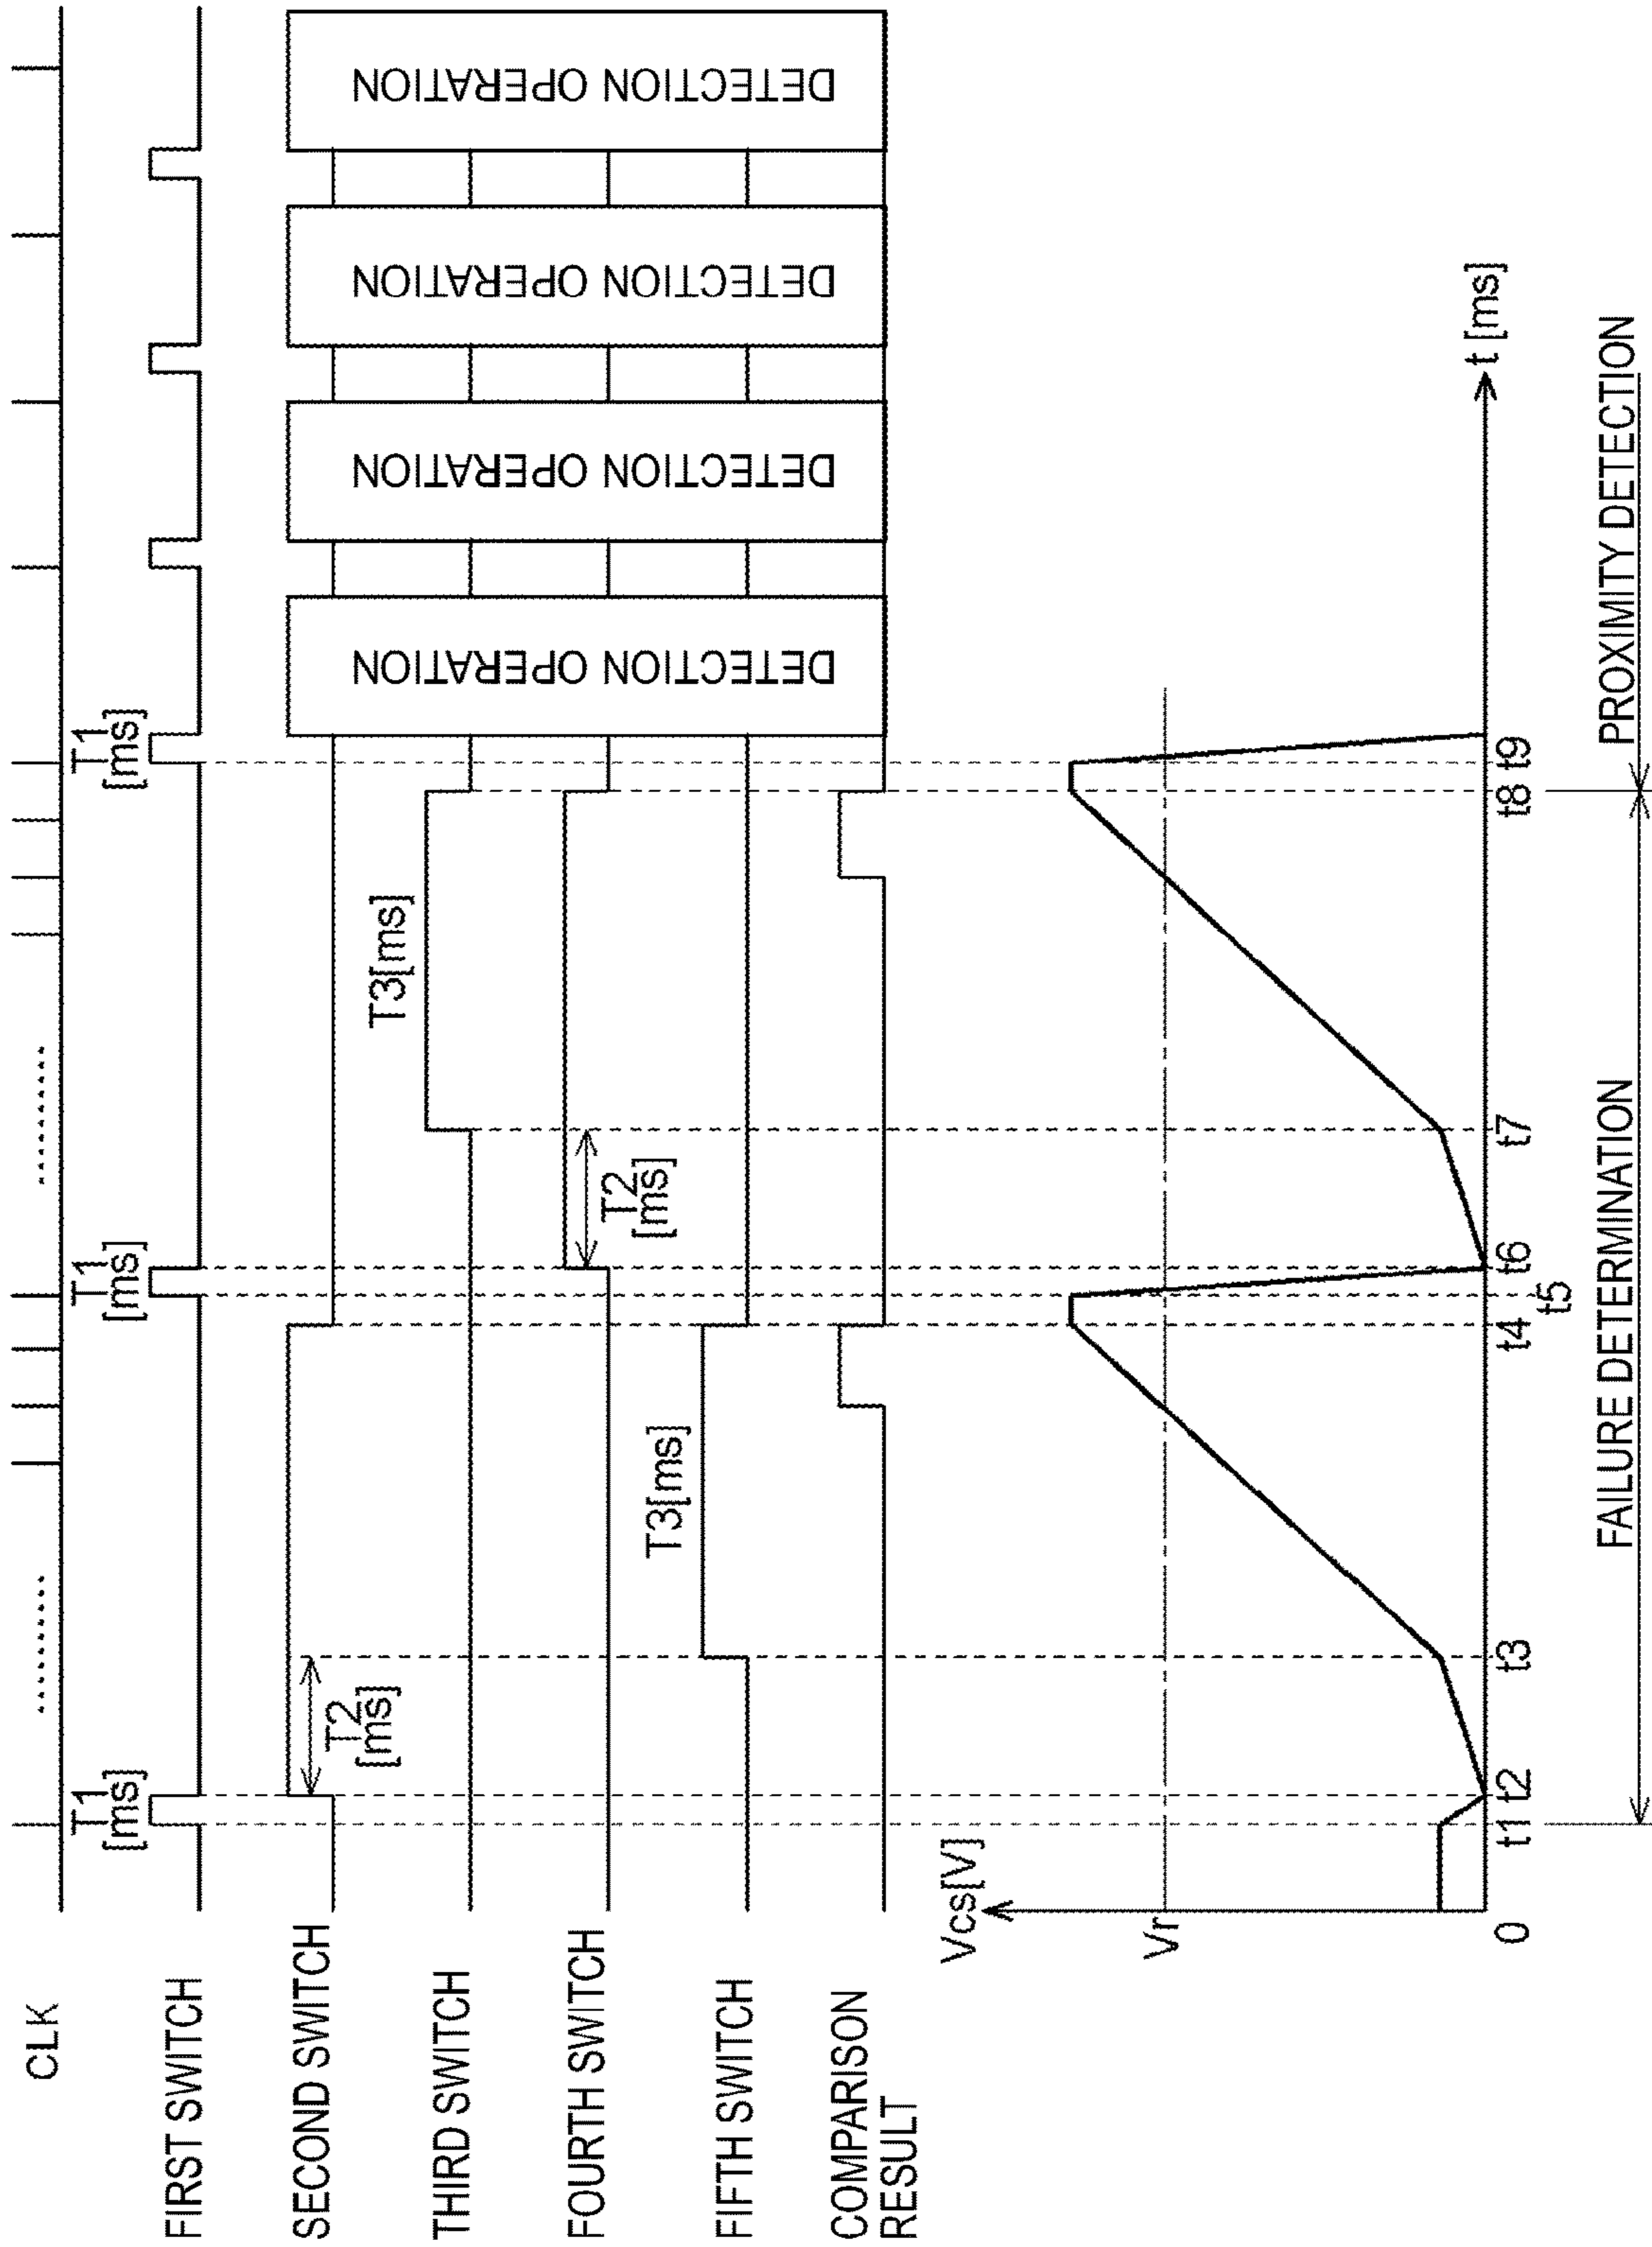 CLK
T1
[ms]
T1
[ms]
T1
[ms]
FIRST SWITCH
SECOND SWITCH
T2
[ms]
THIRD SWITCH
T3[ms]
FOURTH SWITCH
T2
[ms]
FIFTH SWITCH
T3[ms]
COMPARISON
RESULT
DETECTION OPERATION
DETECTION OPERATION
DETECTION OPERATION
DETECTION OPERATION
Vcs[V]
Vr
0
t1
t2
t3
t4
t5
t6
t7
t8
t9
t [ms]
FAILURE DETERMINATION
PROXIMITY DETECTION